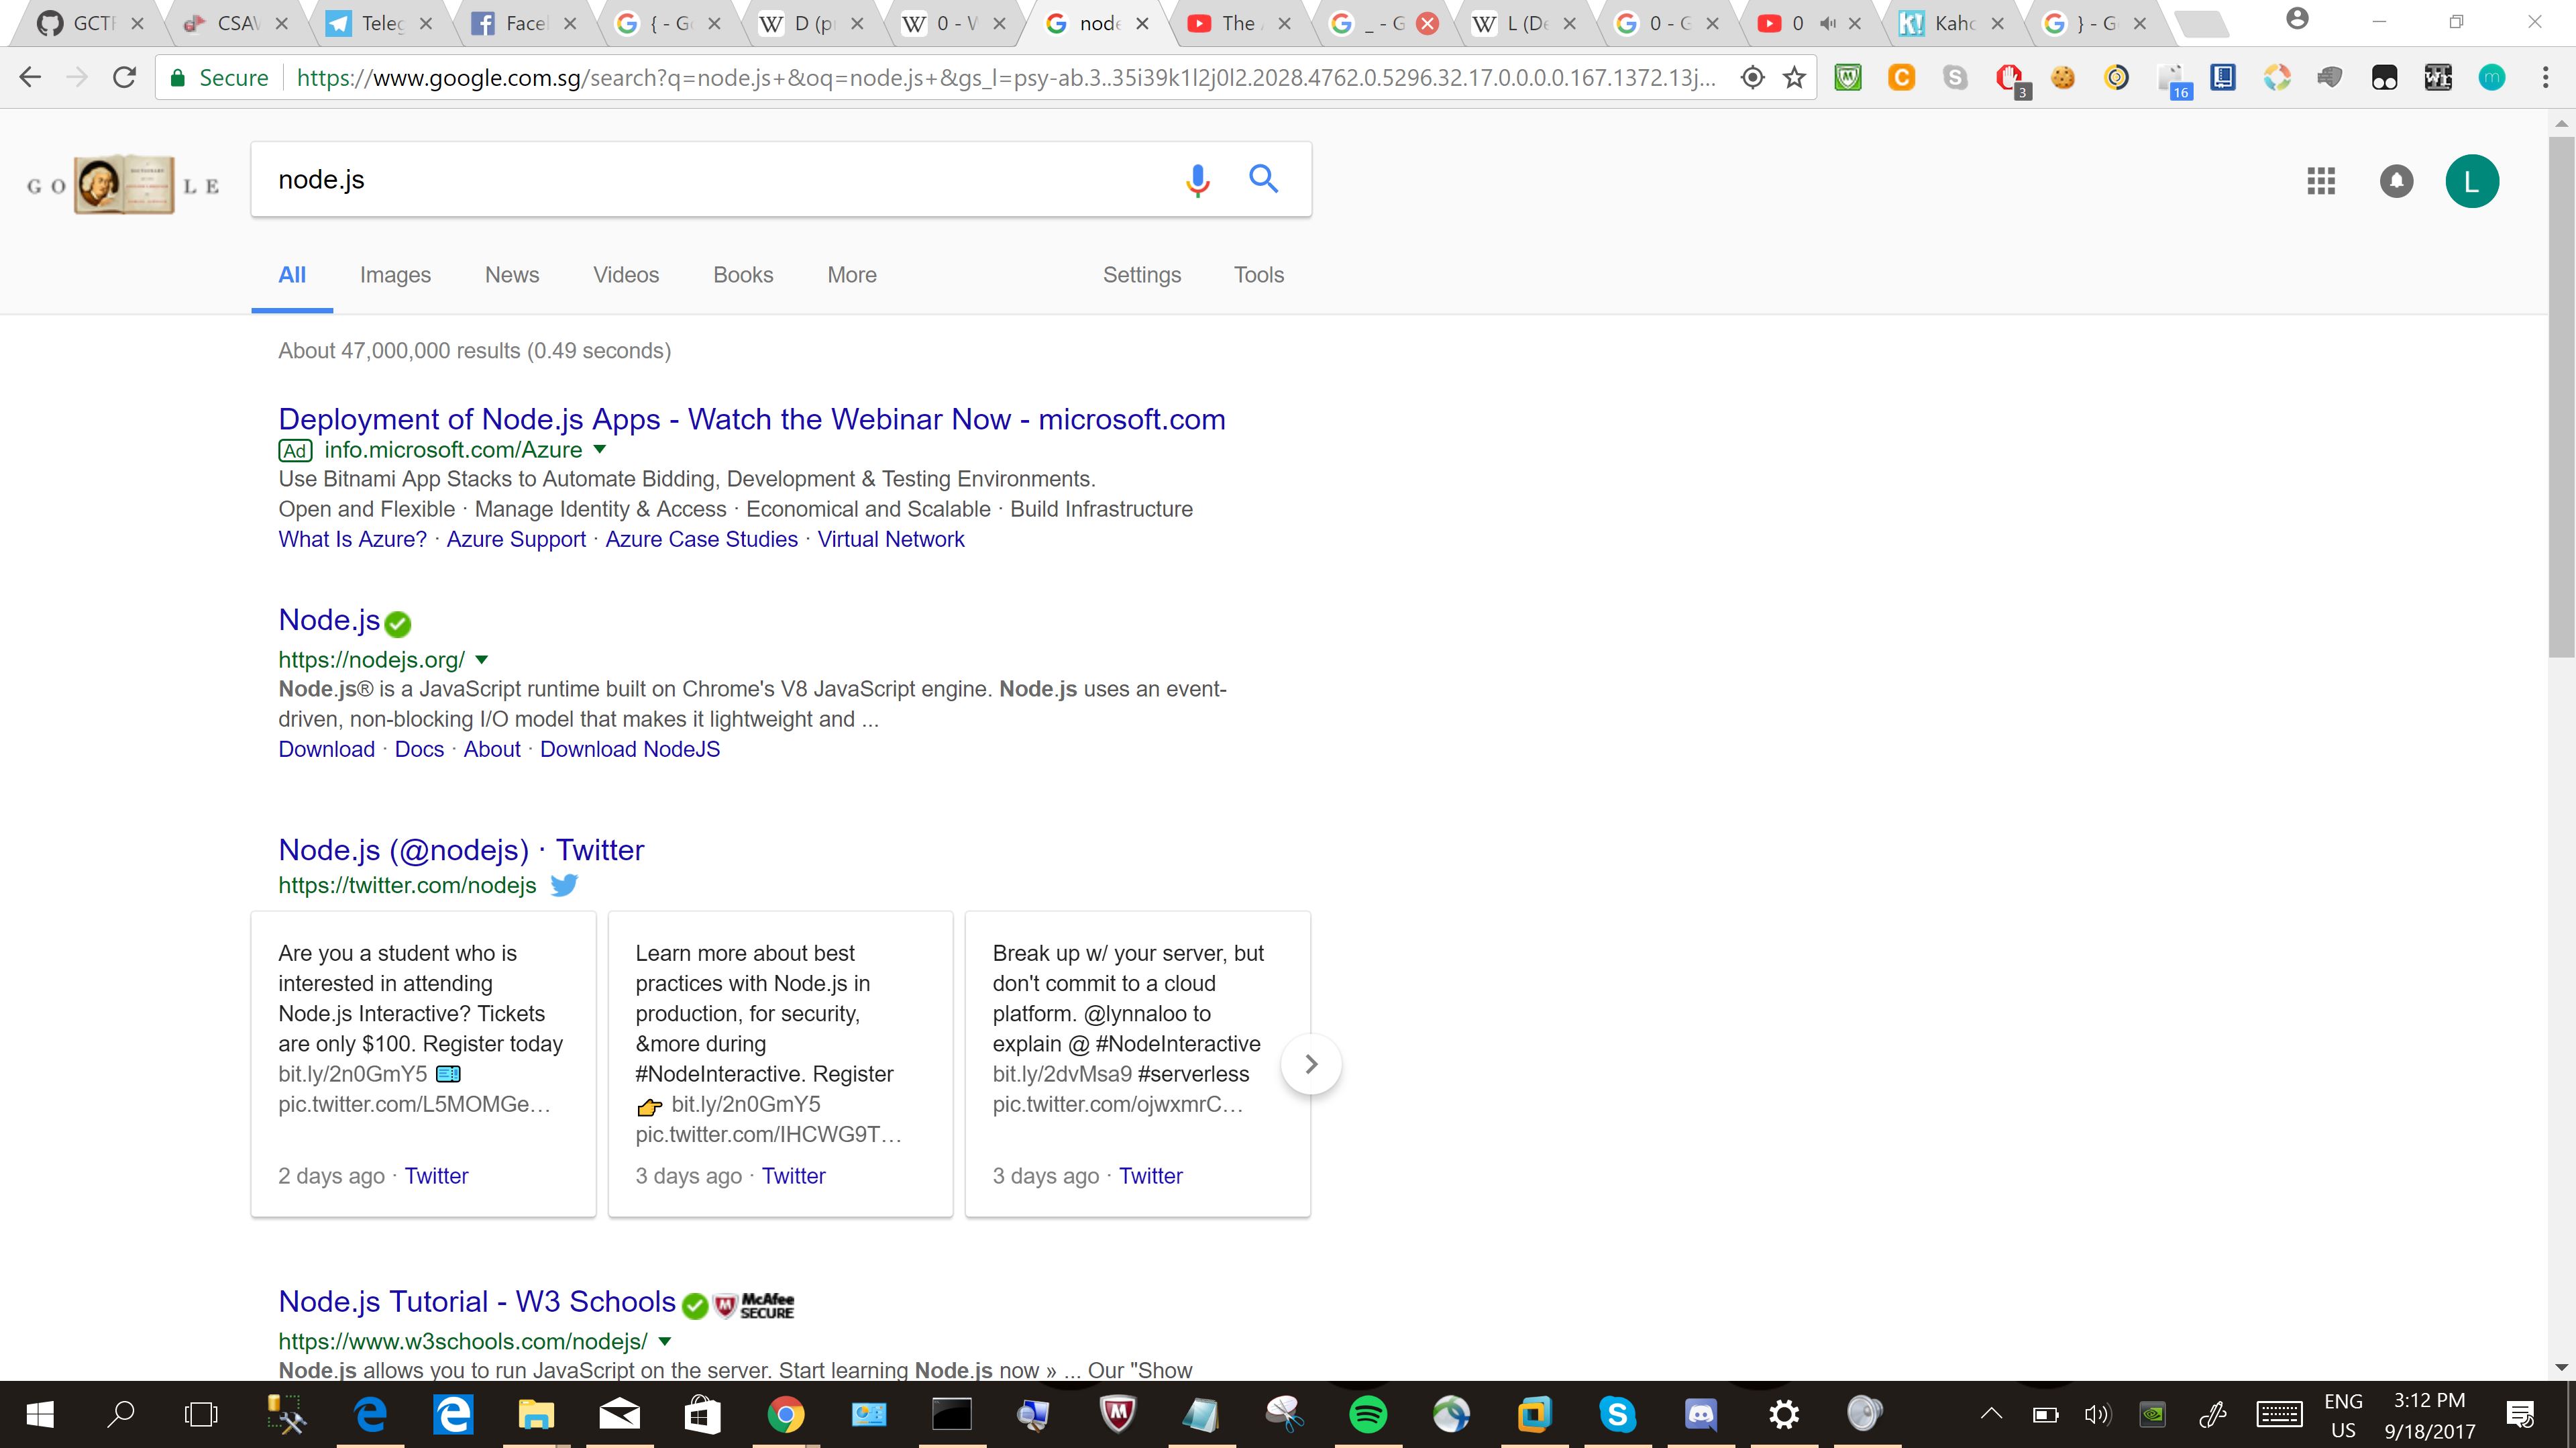 GCTF
CSAW
Teleg
Facel
{ - Go
D (pr
0 - W
node
The
_ - G
L (De
0 - G
0
Kaho
} - G
Secure
https://www.google.com.sg/search?q=node.js+&oq=node.js+&gs_l=psy-ab.3..35i39k1l2j0l2.2028.4762.0.5296.32.17.0.0.0.0.167.1372.13j...
3
16
G O L E
node.js
L
All Images News Videos Books More Settings Tools
About 47,000,000 results (0.49 seconds)
Deployment of Node.js Apps - Watch the Webinar Now - microsoft.com
Ad info.microsoft.com/Azure
Use Bitnami App Stacks to Automate Bidding, Development & Testing Environments.
Open and Flexible · Manage Identity & Access · Economical and Scalable · Build Infrastructure
What Is Azure? · Azure Support · Azure Case Studies · Virtual Network
Node.js
https://nodejs.org/
Node.js® is a JavaScript runtime built on Chrome's V8 JavaScript engine. Node.js uses an event-
driven, non-blocking I/O model that makes it lightweight and ...
Download · Docs · About · Download NodeJS
Node.js (@nodejs) · Twitter
https://twitter.com/nodejs
Are you a student who is
interested in attending
Node.js Interactive? Tickets
are only $100. Register today
bit.ly/2n0GmY5
pic.twitter.com/L5MOMGe…
2 days ago · Twitter
Learn more about best
practices with Node.js in
production, for security,
&more during
#NodeInteractive. Register
bit.ly/2n0GmY5
pic.twitter.com/IHCWG9T…
3 days ago · Twitter
Break up w/ your server, but
don't commit to a cloud
platform. @lynnaloo to
explain @ #NodeInteractive
bit.ly/2dvMsa9 #serverless
pic.twitter.com/ojwxmrC…
3 days ago · Twitter
Node.js Tutorial - W3 Schools McAfee SECURE
https://www.w3schools.com/nodejs/
Node.js allows you to run JavaScript on the server. Start learning Node.js now » ... Our "Show
ENG
US
3:12 PM
9/18/2017